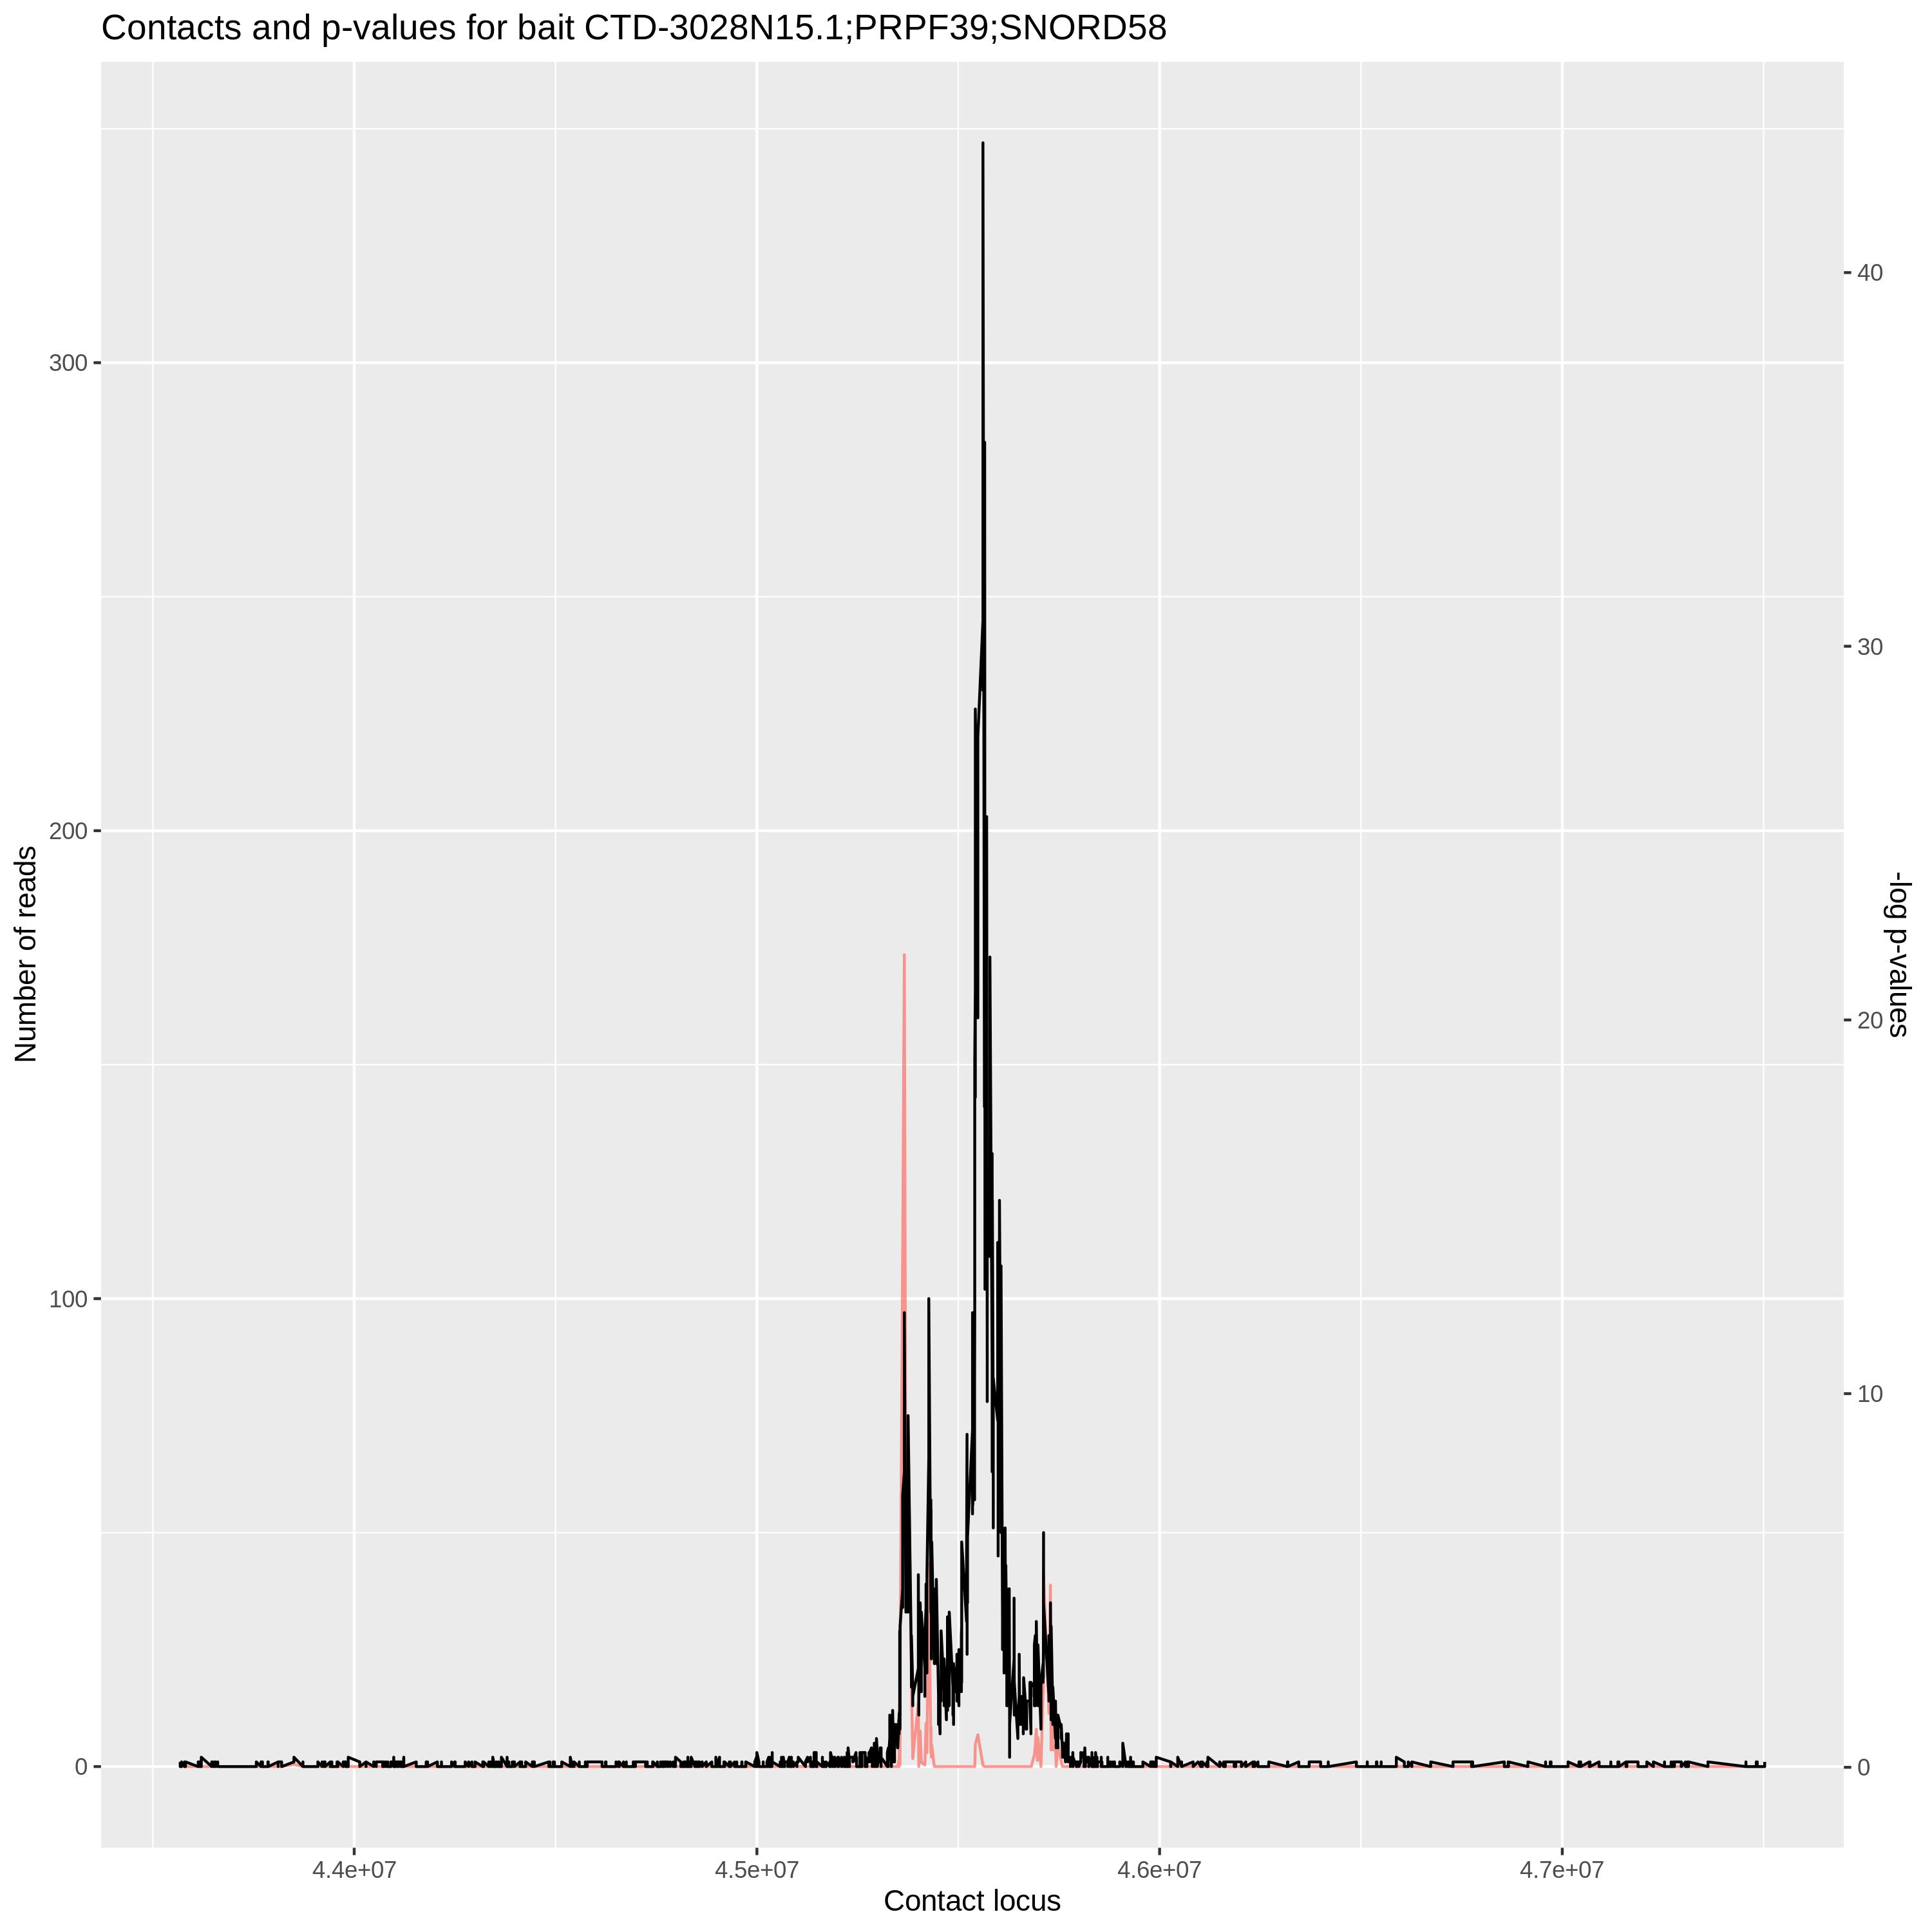 Contacts and p-values for bait CTD-3028N15.1;PRPF39;SNORD58
Number of reads
300
200
100
0
40
30
20
10
0
-log p-values
4.4e+07
4.5e+07
4.6e+07
4.7e+07
Contact locus